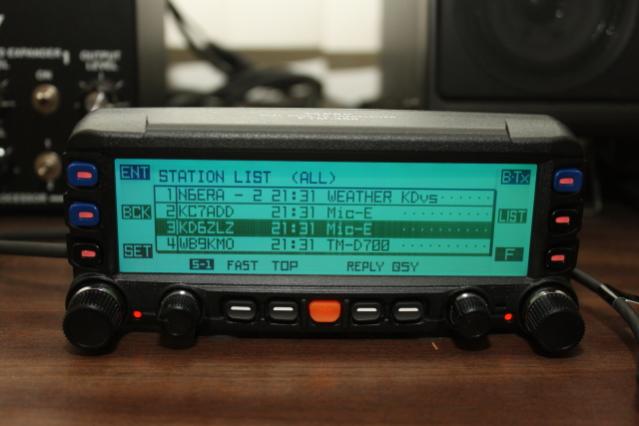 EXPANDER
OUTPUT
LEVEL
ON
ENT STATION LIST (ALL) B-Tx
1 N6ERA - 2 21:31 WEATHER KDvs
BCK 2 KC7ADD 21:31 Mic-E LIST
3 KD6ZLZ 21:31 Mic-E
SET 4 WB9KMO 21:31 TM-D700 F
S-1 FAST TOP REPLY QSY